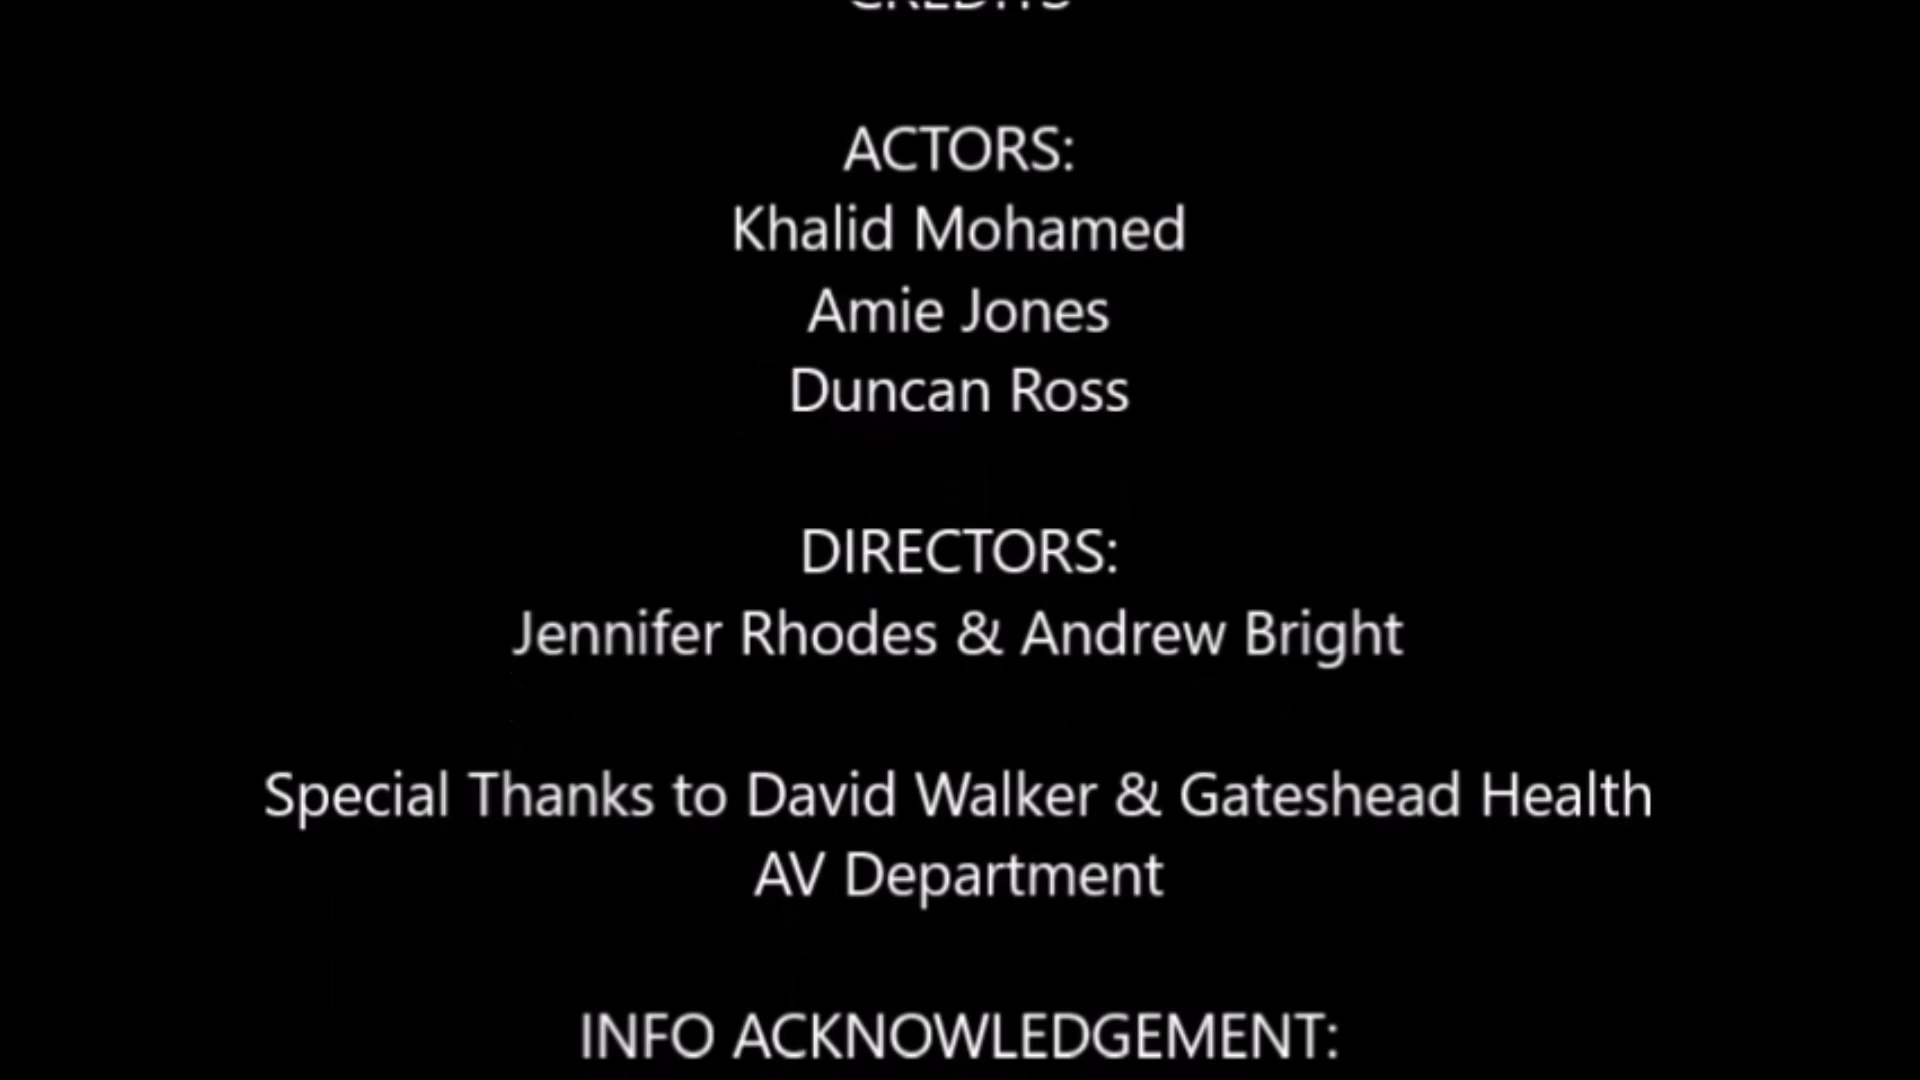 CREDITS
ACTORS:
Khalid Mohamed
Amie Jones
Duncan Ross
DIRECTORS:
Jennifer Rhodes & Andrew Bright
Special Thanks to David Walker & Gateshead Health
AV Department
INFO ACKNOWLEDGEMENT: